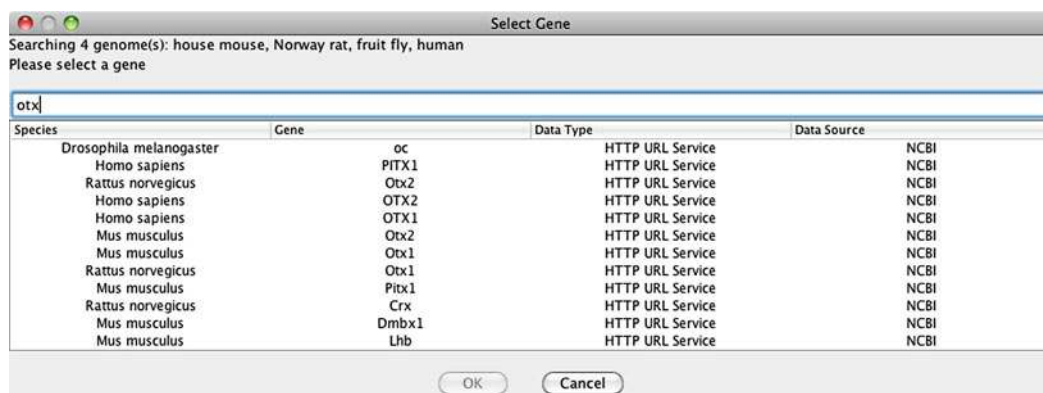 Select Gene
Searching 4 genome(s): house mouse, Norway rat, fruit fly, human
Please select a gene
otx
Species Gene Data Type Data Source
Drosophila melanogaster oc HTTP URL Service NCBI
Homo sapiens PITX1 HTTP URL Service NCBI
Rattus norvegicus Otx2 HTTP URL Service NCBI
Homo sapiens OTX2 HTTP URL Service NCBI
Homo sapiens OTX1 HTTP URL Service NCBI
Mus musculus Otx2 HTTP URL Service NCBI
Mus musculus Otx1 HTTP URL Service NCBI
Rattus norvegicus Otx1 HTTP URL Service NCBI
Mus musculus Pitx1 HTTP URL Service NCBI
Rattus norvegicus Crx HTTP URL Service NCBI
Mus musculus Dmbx1 HTTP URL Service NCBI
Mus musculus Lhb HTTP URL Service NCBI
OK Cancel